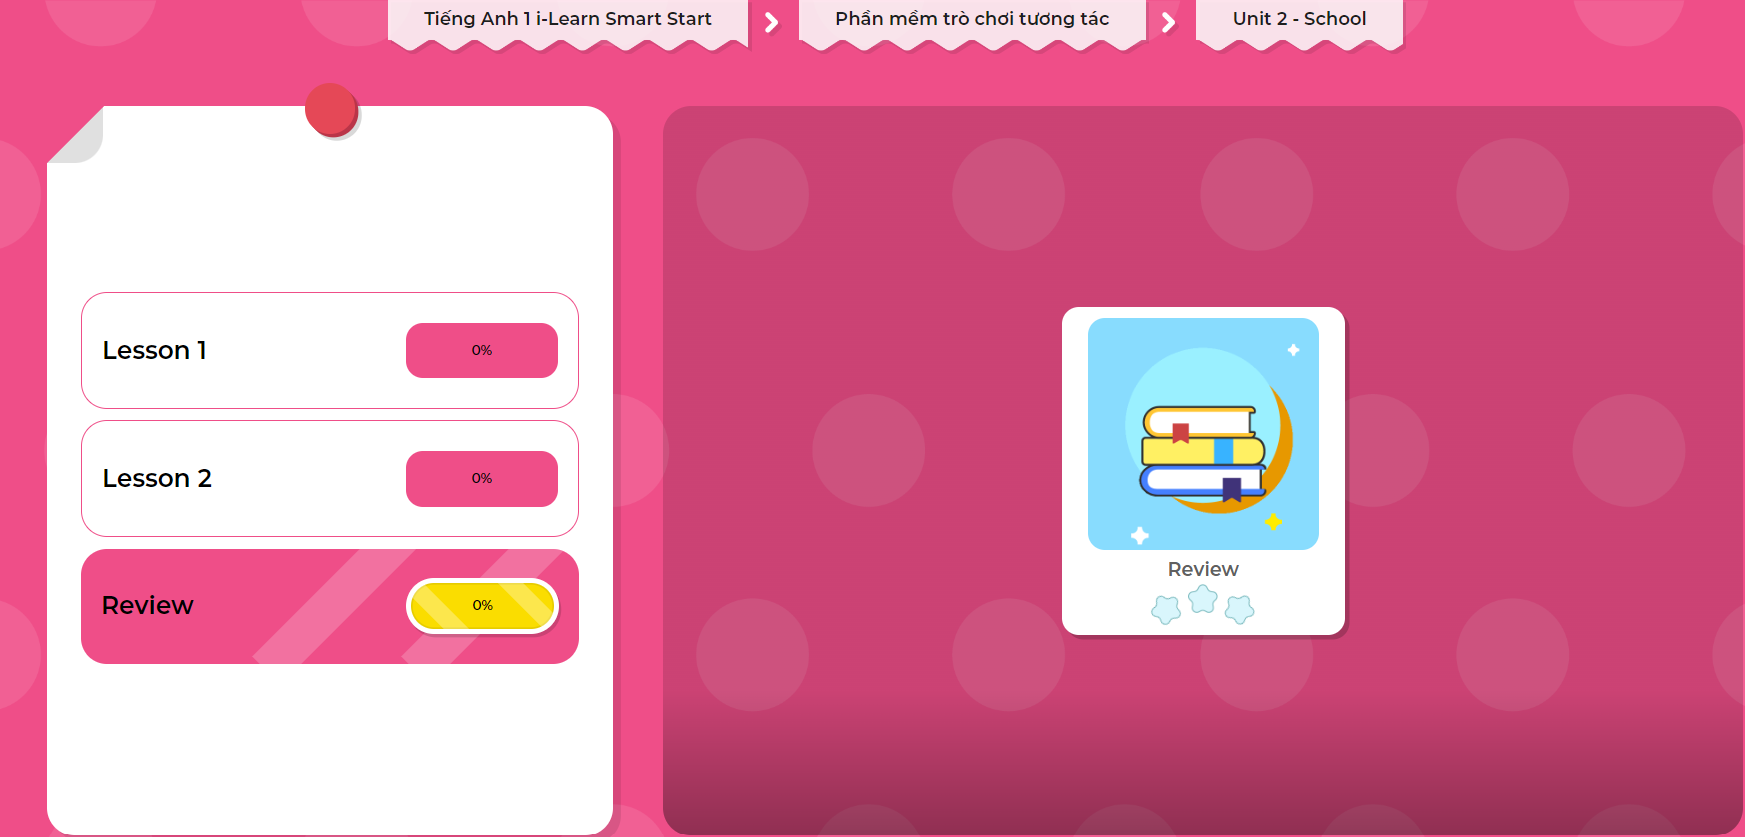 Tiếng Anh 1 i-Learn Smart Start
Phần mềm trò chơi tương tác
Unit 2 - School
Lesson 1
0%
Lesson 2
0%
Review
0%
Review